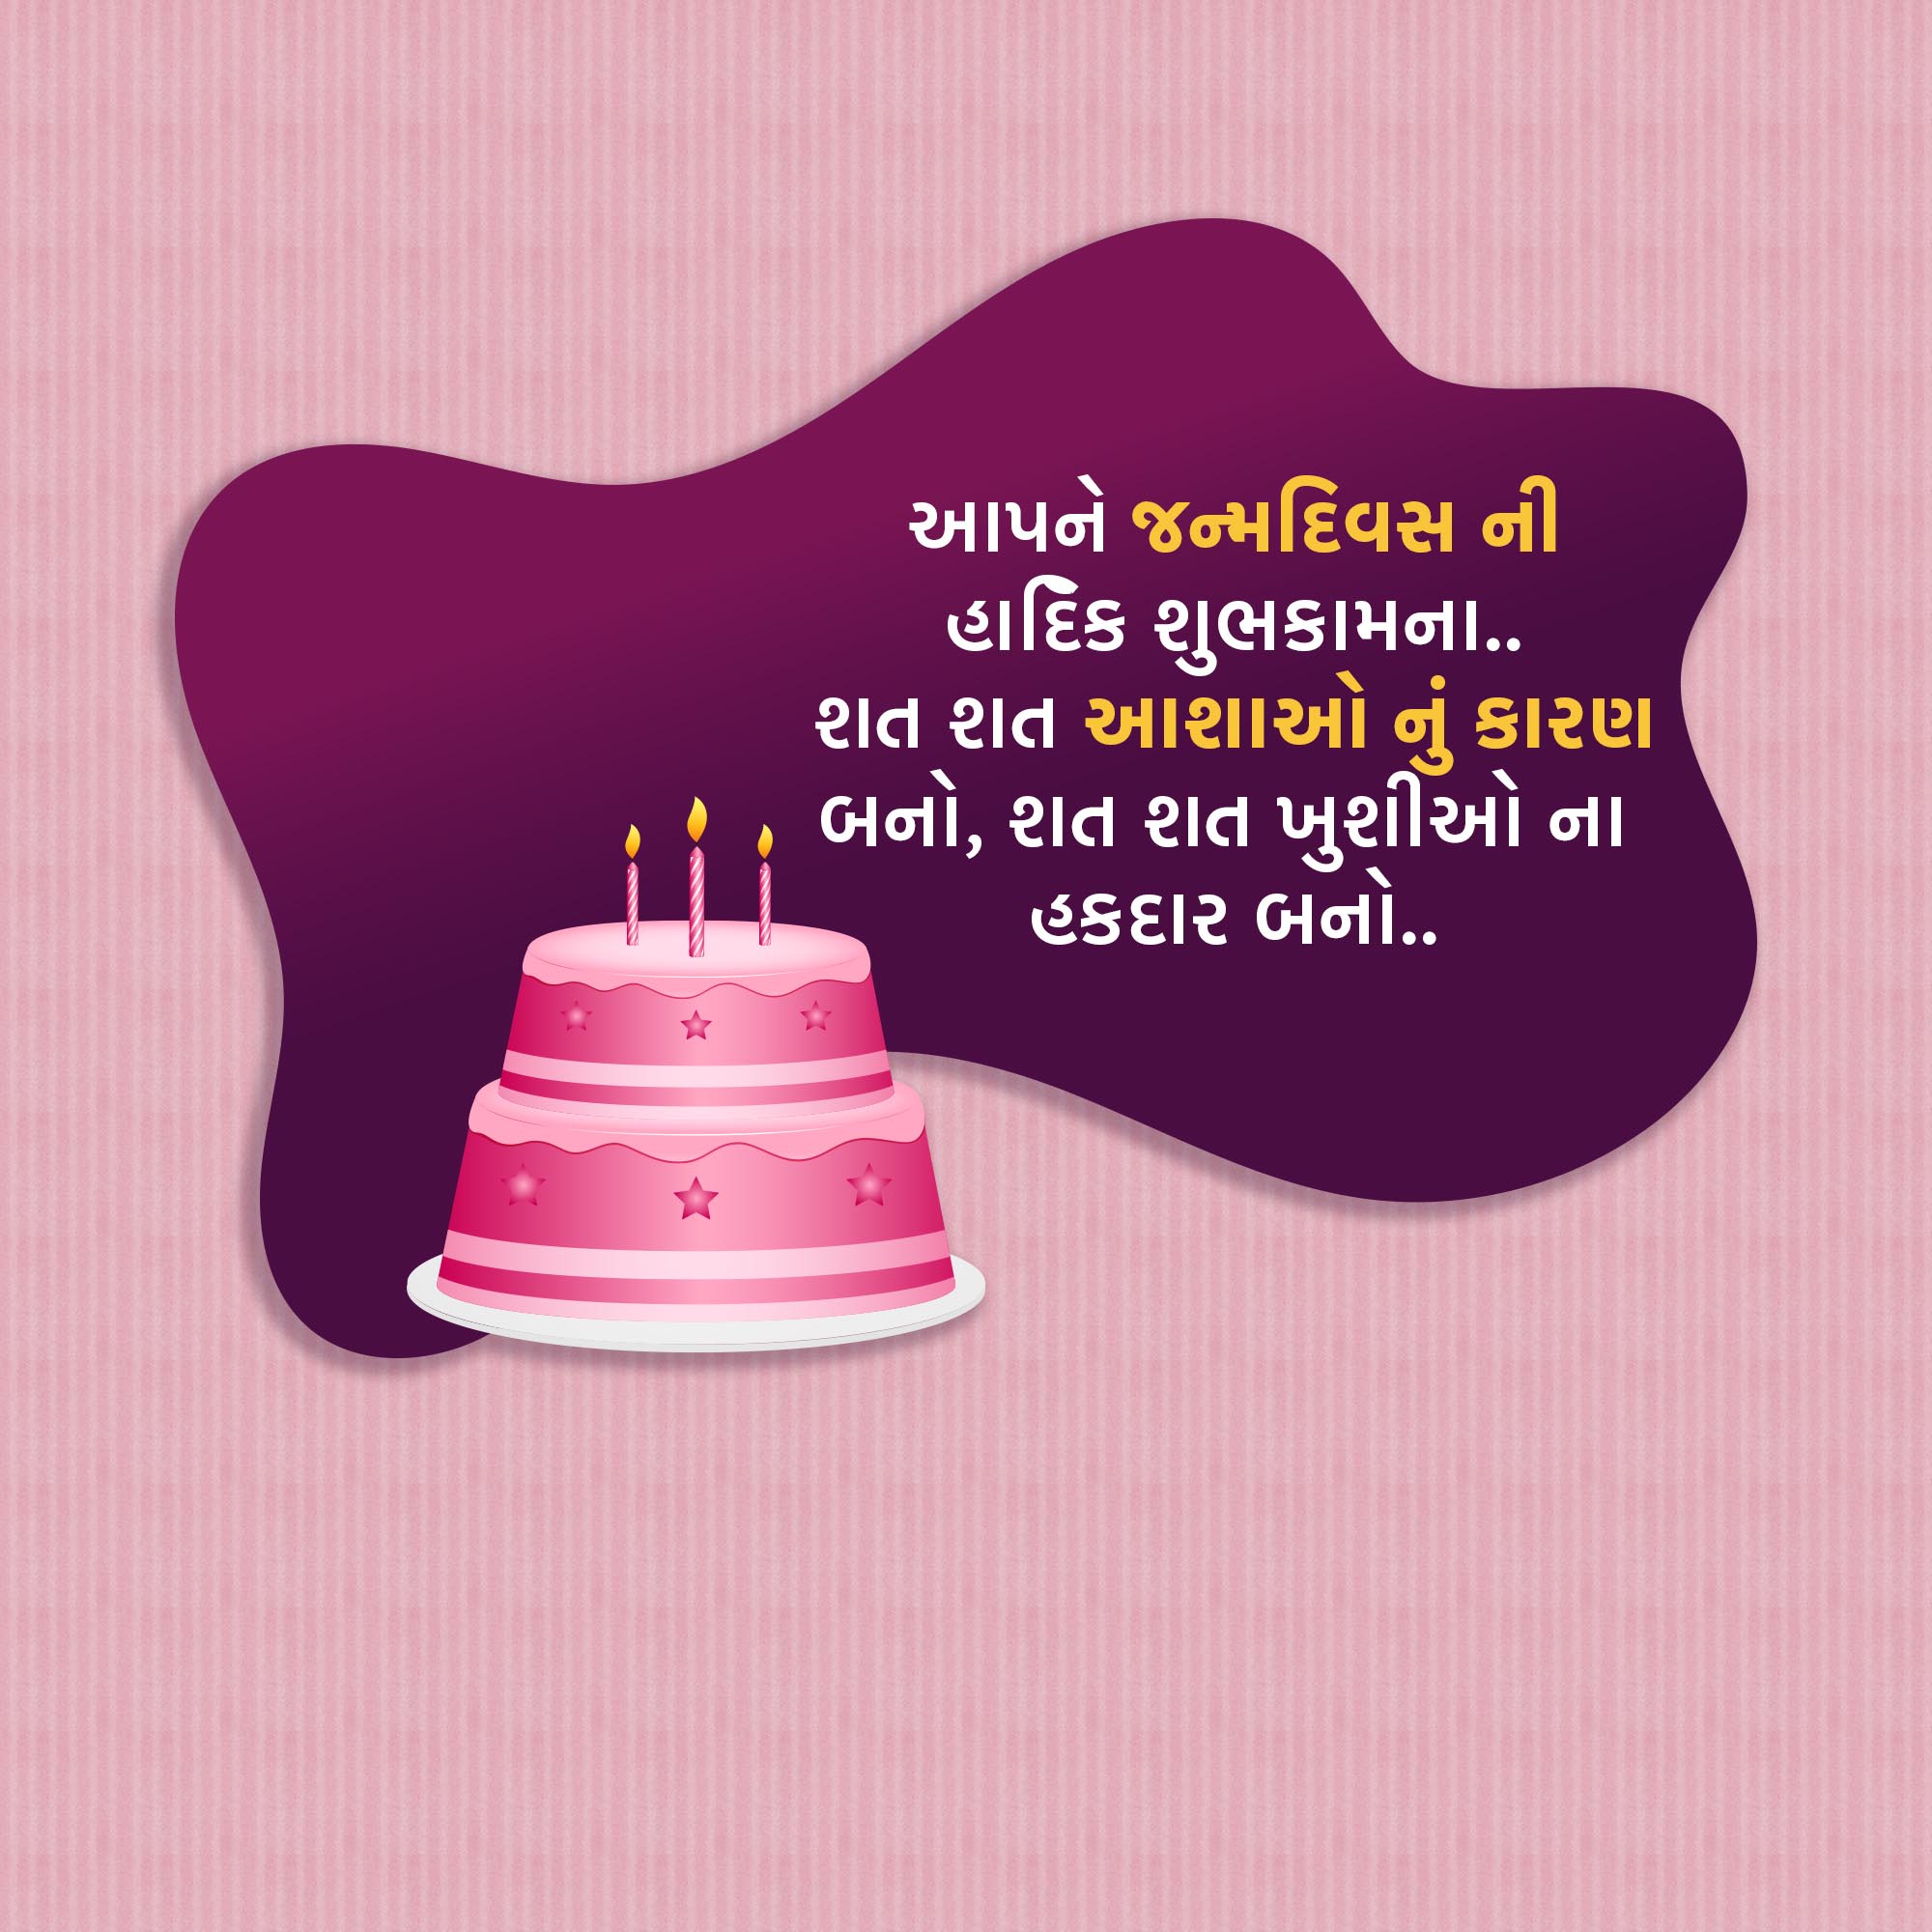 આપને જન્મદિવસ ની
હાદિક શુભકામના..
શત શત આશાઓ નું કારણ
બનો, શત શત ખુશીઓ ના
હકદાર બનો..